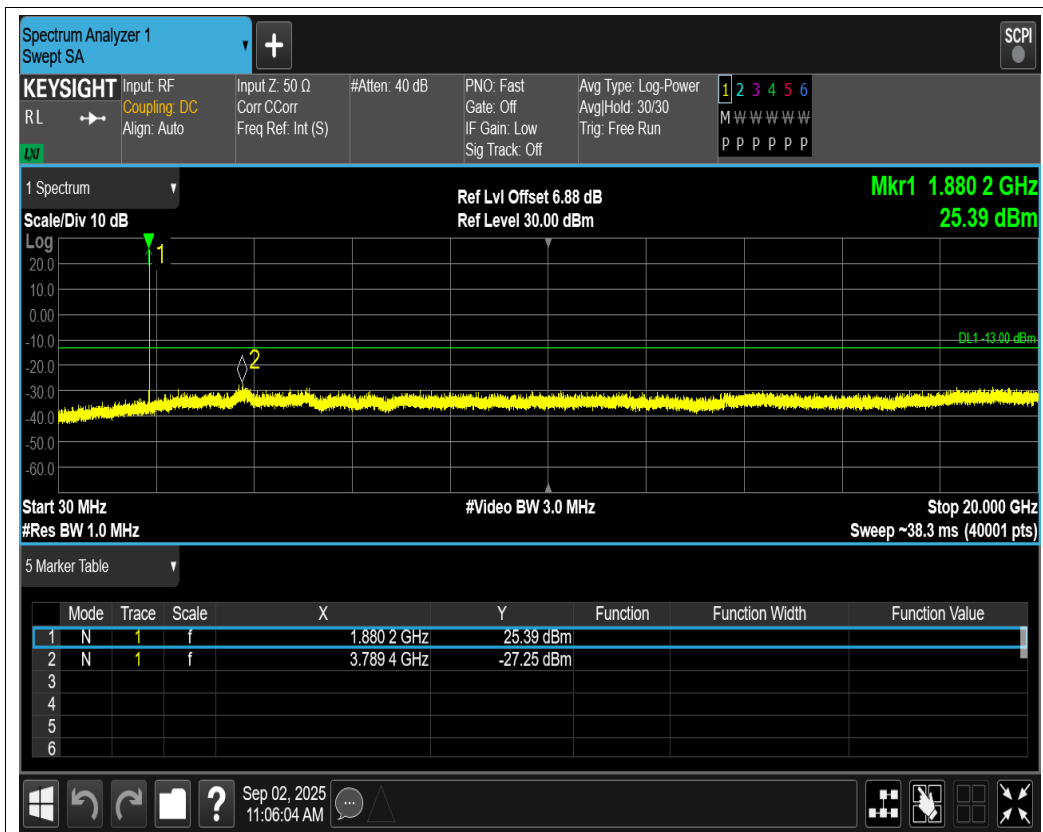 Spectrum Analyzer 1
Swept SA
+
SCPI
KEYSIGHT
RL
LXI
Input: RF
Coupling: DC
Align: Auto
Input Z: 50 Ω
Corr CCorr
Freq Ref: Int (S)
#Atten: 40 dB
PNO: Fast
Gate: Off
IF Gain: Low
Sig Track: Off
Avg Type: Log-Power
Avg|Hold: 30/30
Trig: Free Run
1 2 3 4 5 6
M W W W W W
P P P P P P
1 Spectrum
Scale/Div 10 dB
Ref Lvl Offset 6.88 dB
Ref Level 30.00 dBm
Mkr1 1.880 2 GHz
25.39 dBm
Log
20.0
10.0
0.00
-10.0
-20.0
-30.0
-40.0
-50.0
-60.0
1
2
DL1 -13.00 dBm
Start 30 MHz
#Res BW 1.0 MHz
#Video BW 3.0 MHz
Stop 20.000 GHz
Sweep ~38.3 ms (40001 pts)
5 Marker Table
Mode Trace Scale X Y Function Function Width Function Value
1 N 1 f 1.880 2 GHz 25.39 dBm
2 N 1 f 3.789 4 GHz -27.25 dBm
3
4
5
6
?
Sep 02, 2025
11:06:04 AM